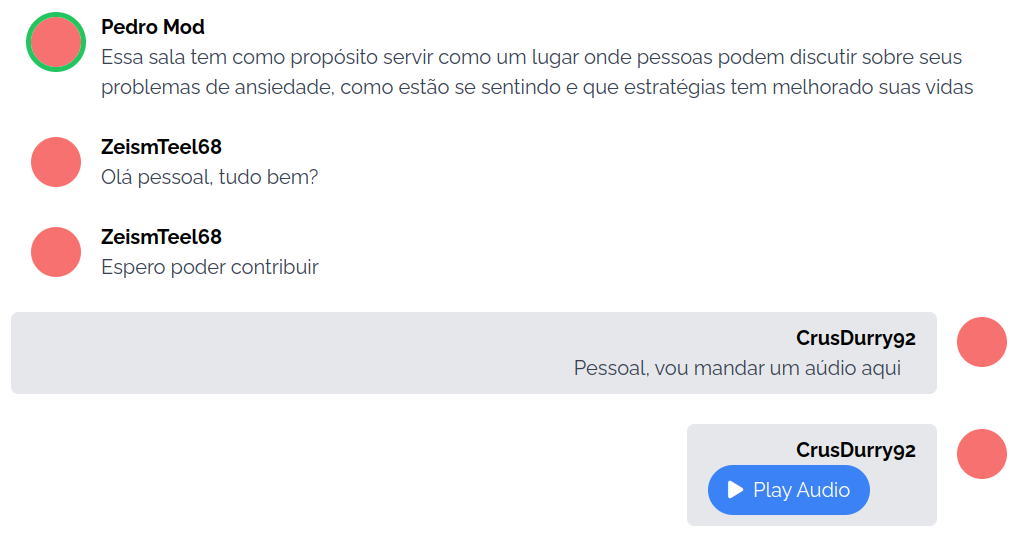 Pedro Mod
Essa sala tem como propósito servir como um lugar onde pessoas podem discutir sobre seus
problemas de ansiedade, como estão se sentindo e que estratégias tem melhorado suas vidas
ZeismTeel68
Olá pessoal, tudo bem?
ZeismTeel68
Espero poder contribuir
CrusDurry92
Pessoal, vou mandar um aúdio aqui
CrusDurry92
Play Audio